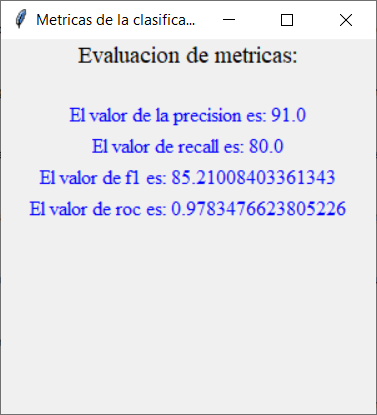 Metricas de la clasifica...
Evaluacion de metricas:
El valor de la precision es: 91.0
El valor de recall es: 80.0
El valor de f1 es: 85.21008403361343
El valor de roc es: 0.9783476623805226